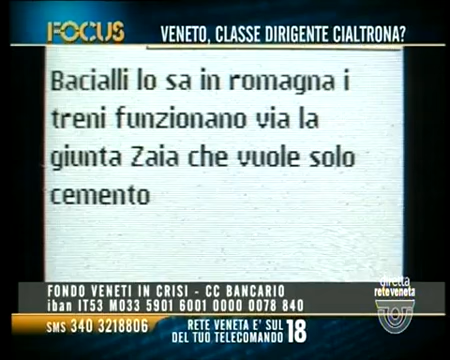 FOCUS
VENETO, CLASSE DIRIGENTE CIALTRONA?
Bacialli lo sa in romagna i
treni funzionano via la
giunta Zaia che vuole solo
cemento
FONDO VENETI IN CRISI - CC BANCARIO
iban IT53 M033 5901 6001 0000 0078 840
diretta
reteveneta
SMS 340 3218806
RETE VENETA E' SUL
DEL TUO TELECOMANDO 18